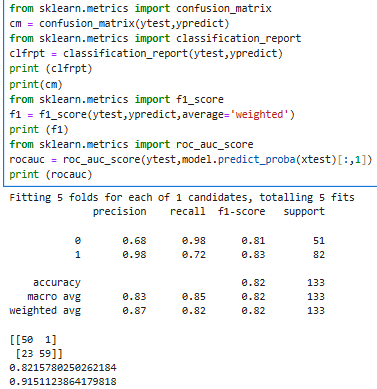 from sklearn.metrics import confusion_matrix
cm = confusion_matrix(ytest,ypredict)
from sklearn.metrics import classification_report
clfrpt = classification_report(ytest,ypredict)
print (clfrpt)
print(cm)
from sklearn.metrics import f1_score
f1 = f1_score(ytest,ypredict,average='weighted')
print (f1)
from sklearn.metrics import roc_auc_score
rocauc = roc_auc_score(ytest,model.predict_proba(xtest)[:,1])
print (rocauc)
Fitting 5 folds for each of 1 candidates, totalling 5 fits
precision recall f1-score support
0 0.68 0.98 0.81 51
1 0.98 0.72 0.83 82
accuracy 0.82 133
macro avg 0.83 0.85 0.82 133
weighted avg 0.87 0.82 0.82 133
[[50 1]
[23 59]]
0.8215780250262184
0.9151123864179818